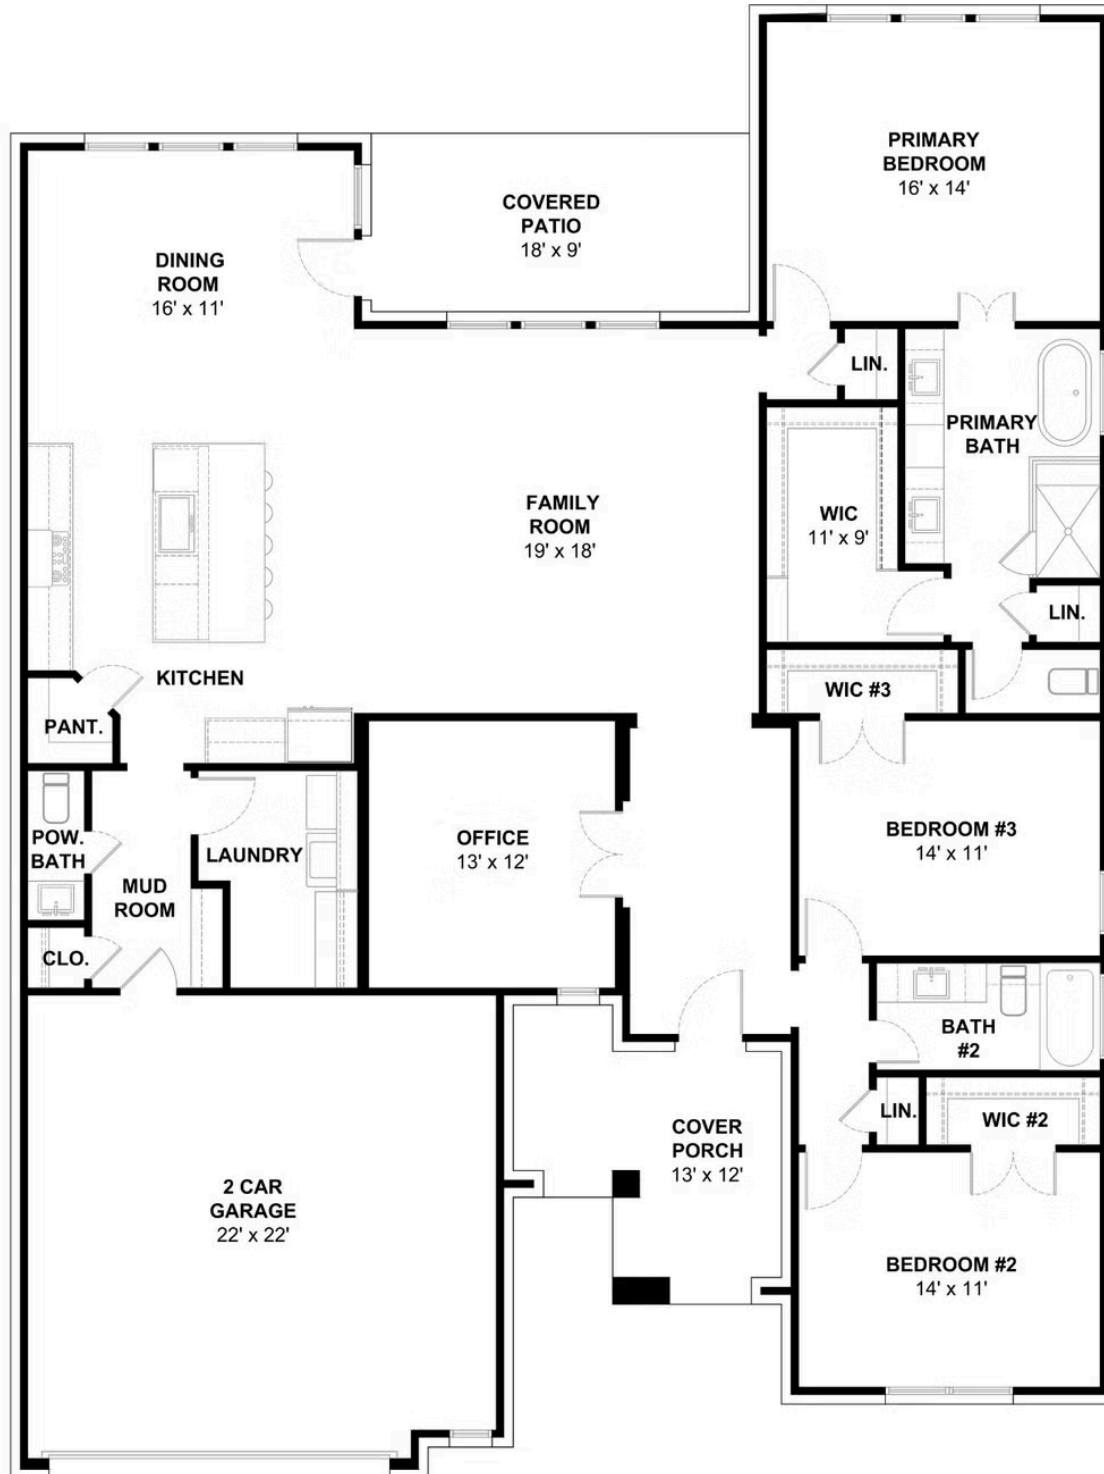 PRIMARY
BEDROOM
16' x 14'
COVERED
PATIO
18' x 9'
DINING
ROOM
16' x 11'
LIN.
PRIMARY
BATH
FAMILY
ROOM
19' x 18'
WIC
11' x 9'
LIN.
KITCHEN
WIC #3
PANT.
POW.
BATH
LAUNDRY
OFFICE
13' x 12'
BEDROOM #3
14' x 11'
MUD
ROOM
CLO.
BATH
#2
LIN.
WIC #2
COVER
PORCH
13' x 12'
2 CAR
GARAGE
22' x 22'
BEDROOM #2
14' x 11'